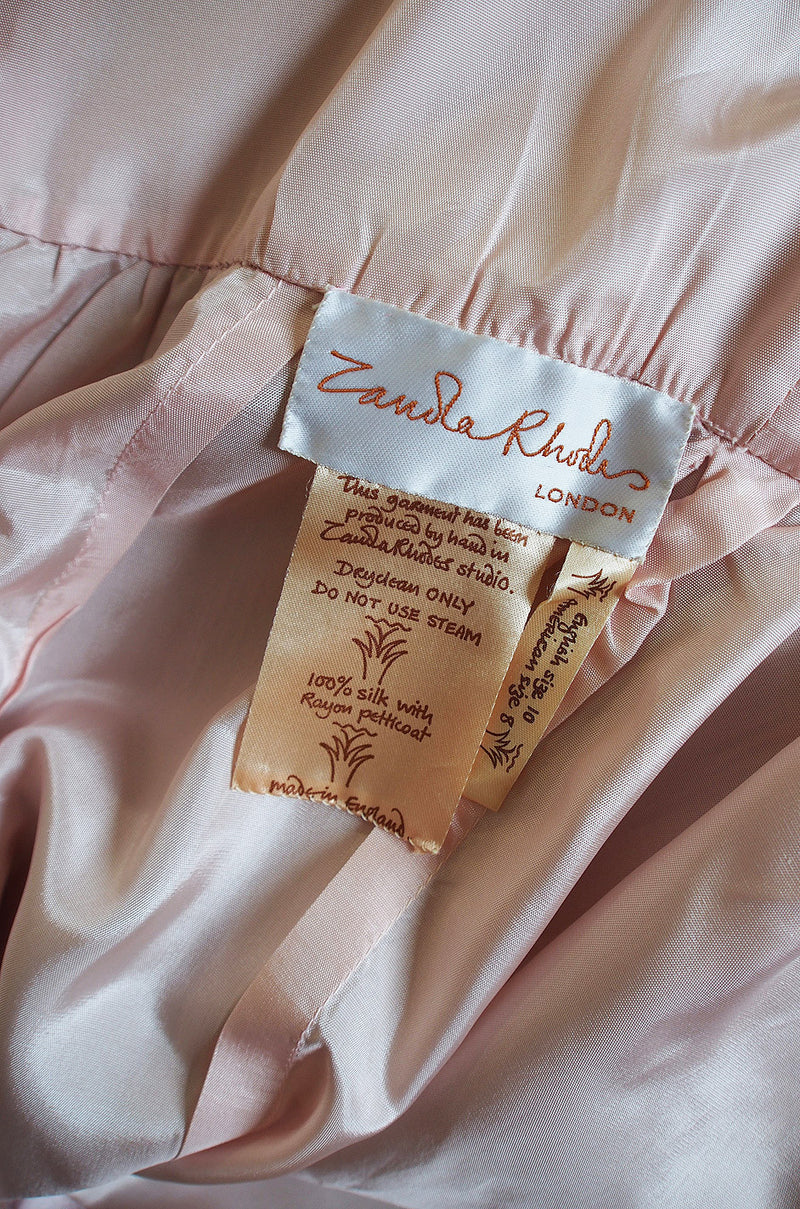 Zandra Rhodes
LONDON
This garment has been
produced by hand in
Zandra Rhodes studio.
Dryclean ONLY
DO NOT USE STEAM
100% silk with
Rayon petticoat
made in England
English size 10
American size 8